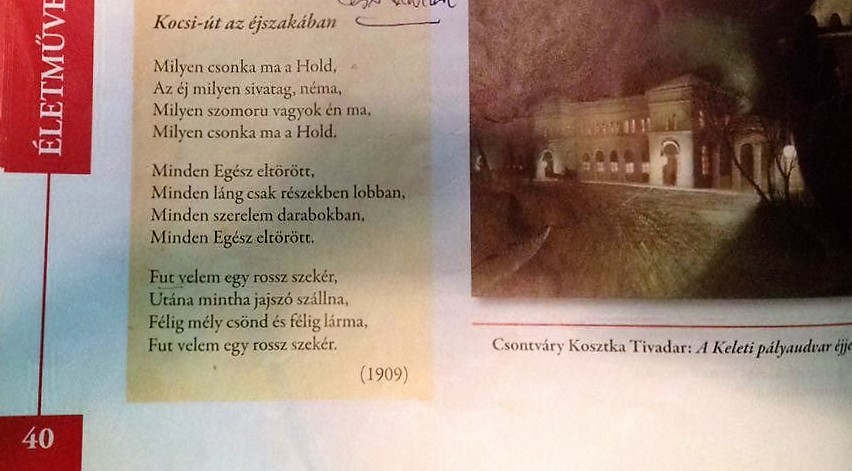 ÉLETMŰVE
Kocsi-út az éjszakában
Milyen csonka ma a Hold,
Az éj milyen sivatag, néma,
Milyen szomoru vagyok én ma,
Milyen csonka ma a Hold.
Minden Egész eltörött,
Minden láng csak részekben lobban,
Minden szerelem darabokban,
Minden Egész eltörött.
Fut velem egy rossz szekér,
Utána mintha jajszó szállna,
Félig mély csönd és félig lárma,
Fut velem egy rossz szekér.
(1909)
Csontváry Kosztka Tivadar: A Keleti pályaudvar éjje
40